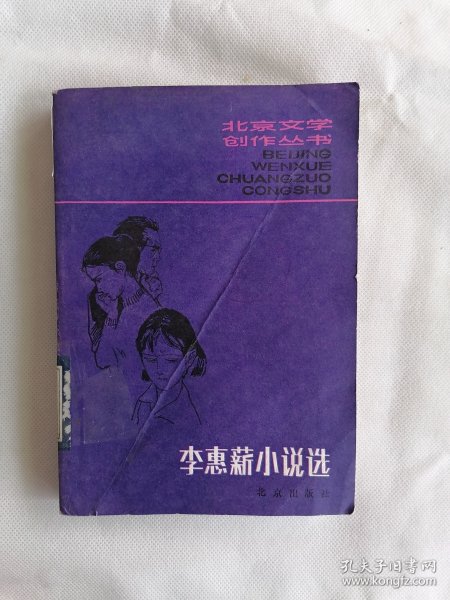 北京文学
创作丛书
BEIJING
WENXUE
CHUANGZUO
CONGSHU
李惠薪小说选
北京出版社
孔夫子旧书网
www.kongfz.com